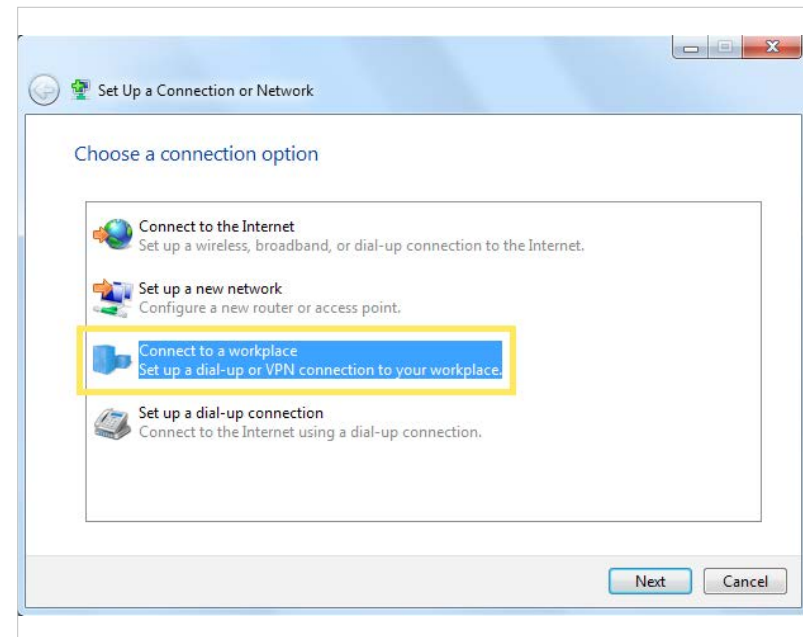 Set Up a Connection or Network
Choose a connection option
Connect to the Internet
Set up a wireless, broadband, or dial-up connection to the Internet.
Set up a new network
Configure a new router or access point.
Connect to a workplace
Set up a dial-up or VPN connection to your workplace.
Set up a dial-up connection
Connect to the Internet using a dial-up connection.
Next Cancel